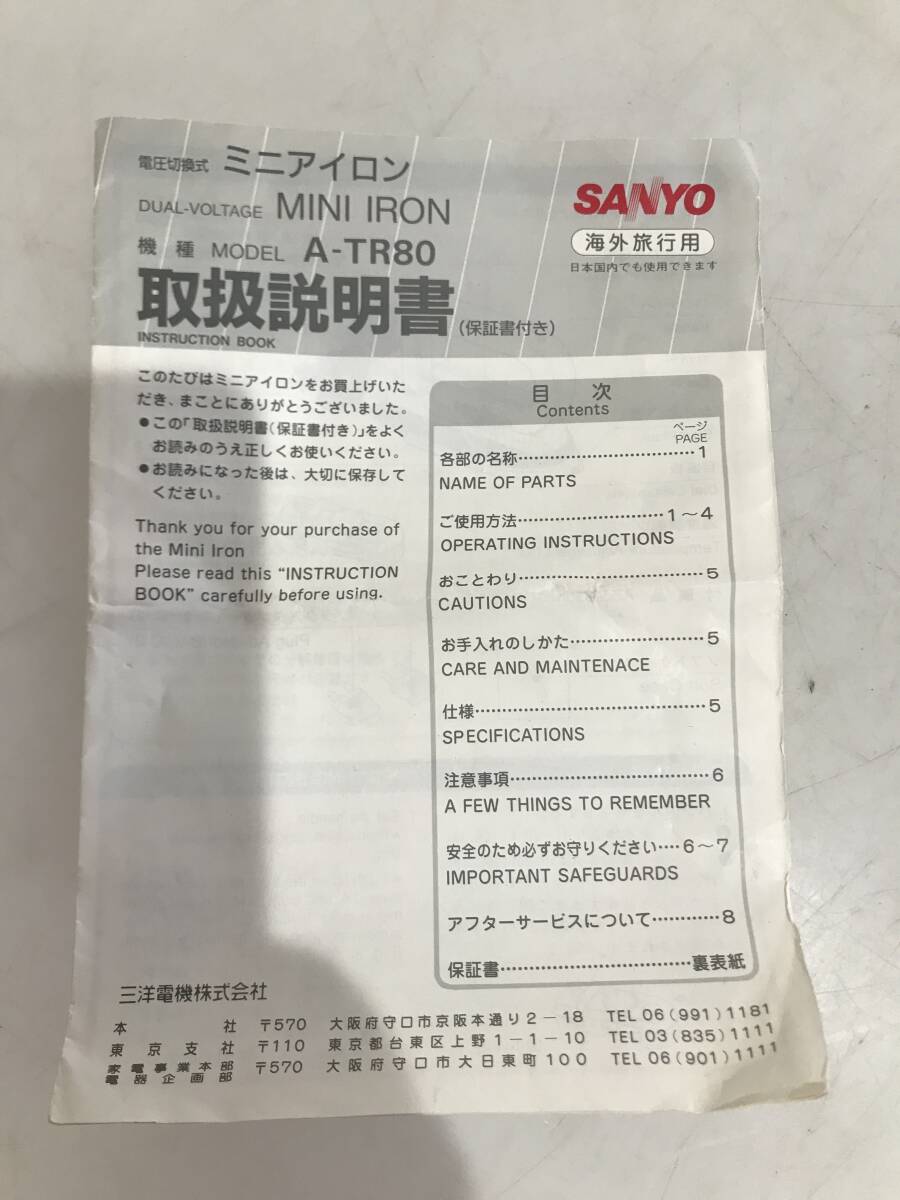 電圧切換式 ミニアイロン
DUAL-VOLTAGE MINI IRON
機 種 MODEL A-TR80
取扱説明書(保証書付き)
INSTRUCTION BOOK
SANYO
海外旅行用
日本国内でも使用できます
このたびはミニアイロンをお買上げいた
だき、まことにありがとうございました。
●この「取扱説明書(保証書付き)」をよく
お読みのうえ正しくお使いください。
●お読みになった後は、大切に保存して
ください。
Thank you for your purchase of
the Mini Iron
Please read this “INSTRUCTION
BOOK” carefully before using.
目 次
Contents
ページ
PAGE
各部の名称……………………………1
NAME OF PARTS
ご使用方法………………………1～4
OPERATING INSTRUCTIONS
おことわり……………………………5
CAUTIONS
お手入れのしかた……………………5
CARE AND MAINTENACE
仕様……………………………………5
SPECIFICATIONS
注意事項………………………………6
A FEW THINGS TO REMEMBER
安全のため必ずお守りください…‥6～7
IMPORTANT SAFEGUARDS
アフターサービスについて…………8
保証書……………………………裏表紙
三洋電機株式会社
本 社 〒570 大阪府守口市京阪本通り2－18 TEL 06(991)1181
東 京 支 社 〒110 東京都台東区上野1－1－10 TEL 03(835)1111
家電事業本部 電器企画部 〒570 大阪府守口市大日東町100 TEL 06(901)1111